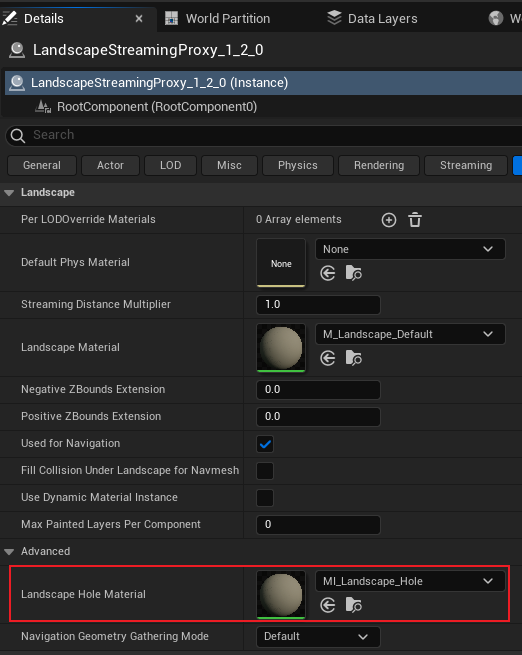 Details
World Partition
Data Layers
LandscapeStreamingProxy_1_2_0
LandscapeStreamingProxy_1_2_0 (Instance)
RootComponent (RootComponent0)
Search
General Actor LOD Misc Physics Rendering Streaming
Landscape
Per LODOverride Materials 0 Array elements
Default Phys Material None None
Streaming Distance Multiplier 1.0
Landscape Material M_Landscape_Default
Negative ZBounds Extension 0.0
Positive ZBounds Extension 0.0
Used for Navigation
Fill Collision Under Landscape for Navmesh
Use Dynamic Material Instance
Max Painted Layers Per Component 0
Advanced
Landscape Hole Material MI_Landscape_Hole
Navigation Geometry Gathering Mode Default